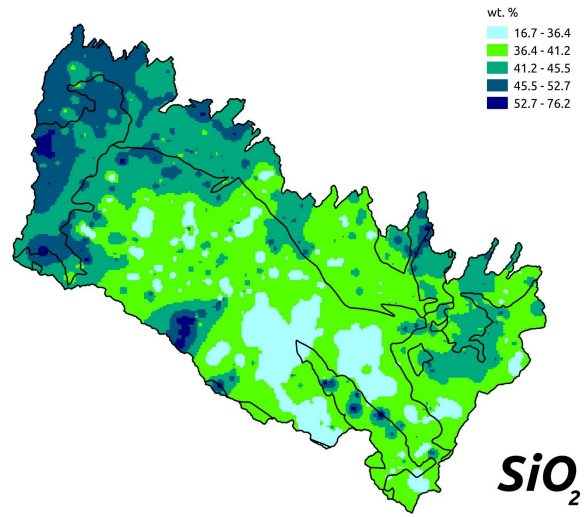 wt. %
16.7 - 36.4
36.4 - 41.2
41.2 - 45.5
45.5 - 52.7
52.7 - 76.2
SiO₂